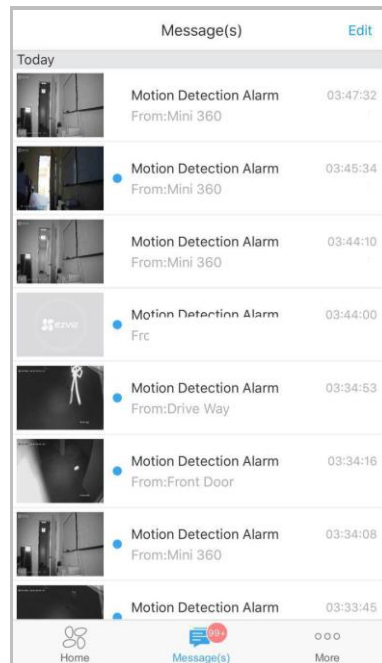 Message(s)
Edit
Today
Motion Detection Alarm 03:47:32
From:Mini 360
Motion Detection Alarm 03:45:34
From:Mini 360
Motion Detection Alarm 03:44:10
From:Mini 360
ezviz
Motion Detection Alarm 03:44:00
Frc
Motion Detection Alarm 03:34:53
From:Drive Way
Motion Detection Alarm 03:34:16
From:Front Door
Motion Detection Alarm 03:34:08
From:Mini 360
Motion Detection Alarm 03:33:45
99+
Home
Message(s)
More